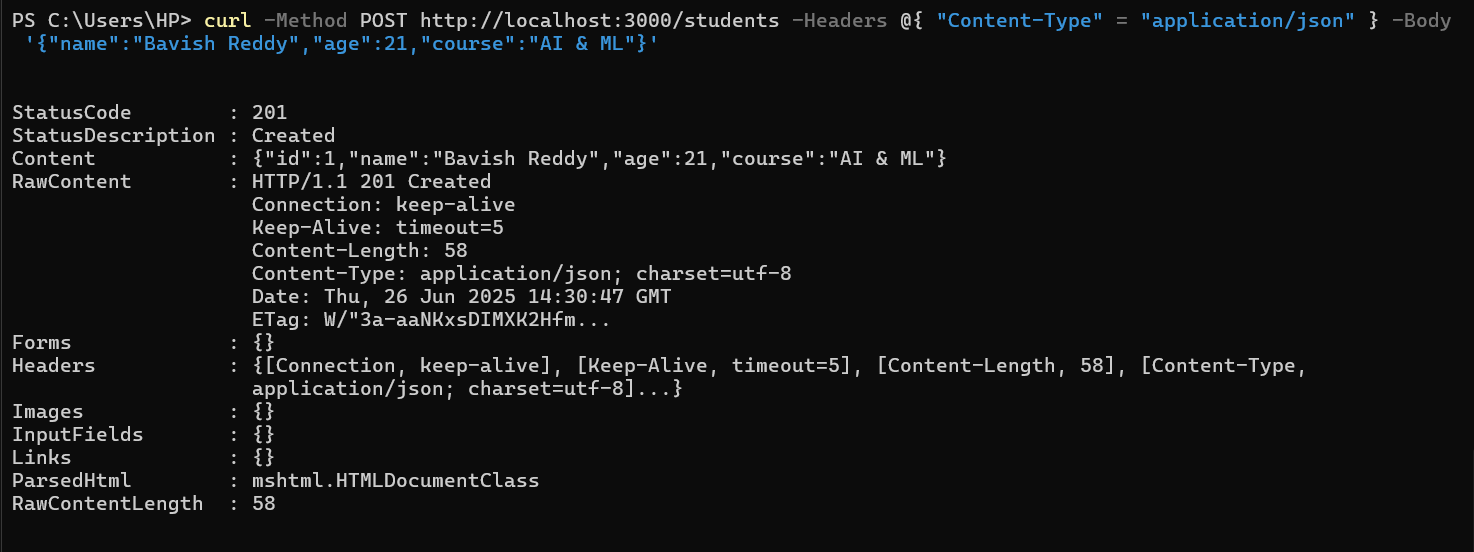 PS C:\Users\HP> curl -Method POST http://localhost:3000/students -Headers @{ "Content-Type" = "application/json" } -Body
'{"name":"Bavish Reddy","age":21,"course":"AI & ML"}'
StatusCode        : 201
StatusDescription : Created
Content           : {"id":1,"name":"Bavish Reddy","age":21,"course":"AI & ML"}
RawContent        : HTTP/1.1 201 Created
                    Connection: keep-alive
                    Keep-Alive: timeout=5
                    Content-Length: 58
                    Content-Type: application/json; charset=utf-8
                    Date: Thu, 26 Jun 2025 14:30:47 GMT
                    ETag: W/"3a-aaNKxsDIMXK2Hfm...
Forms             : {}
Headers           : {[Connection, keep-alive], [Keep-Alive, timeout=5], [Content-Length, 58], [Content-Type,
                    application/json; charset=utf-8]...}
Images            : {}
InputFields       : {}
Links             : {}
ParsedHtml        : mshtml.HTMLDocumentClass
RawContentLength  : 58